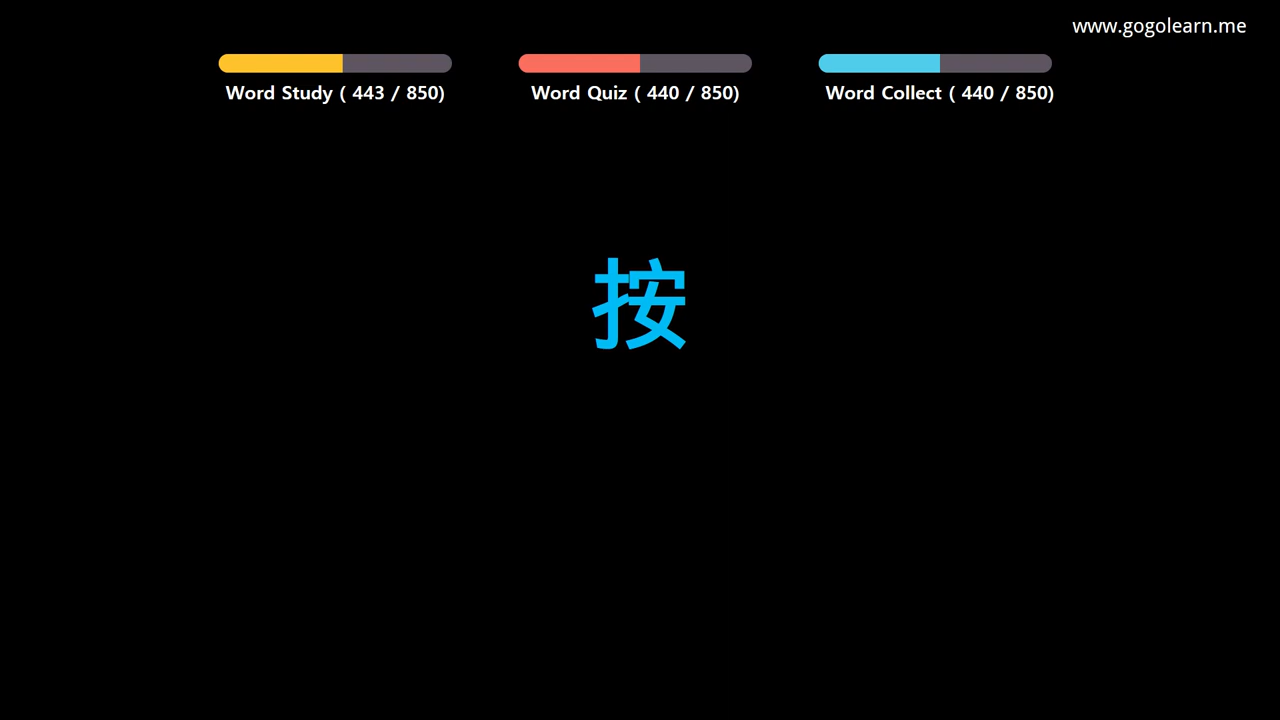 www.gogolearn.me
Word Study ( 443 / 850)
Word Quiz ( 440 / 850)
Word Collect ( 440 / 850)
按